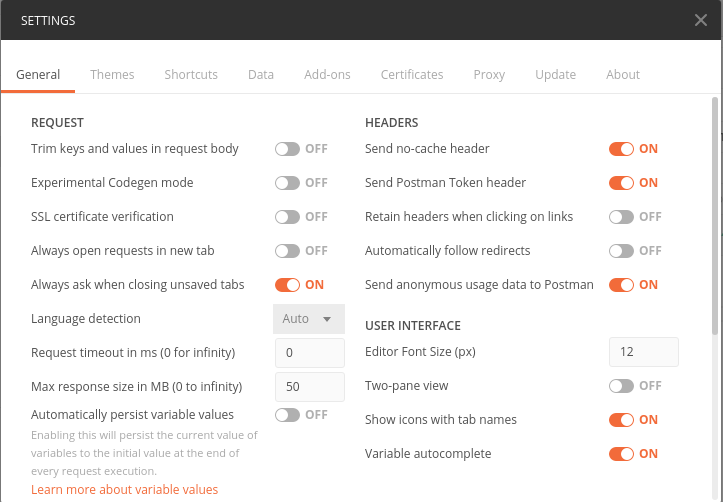 SETTINGS
General Themes Shortcuts Data Add-ons Certificates Proxy Update About
REQUEST
Trim keys and values in request body OFF
Experimental Codegen mode OFF
SSL certificate verification OFF
Always open requests in new tab OFF
Always ask when closing unsaved tabs ON
Language detection Auto
Request timeout in ms (0 for infinity) 0
Max response size in MB (0 to infinity) 50
Automatically persist variable values OFF
Enabling this will persist the current value of
variables to the initial value at the end of
every request execution.
Learn more about variable values
HEADERS
Send no-cache header ON
Send Postman Token header ON
Retain headers when clicking on links OFF
Automatically follow redirects OFF
Send anonymous usage data to Postman ON
USER INTERFACE
Editor Font Size (px) 12
Two-pane view OFF
Show icons with tab names ON
Variable autocomplete ON